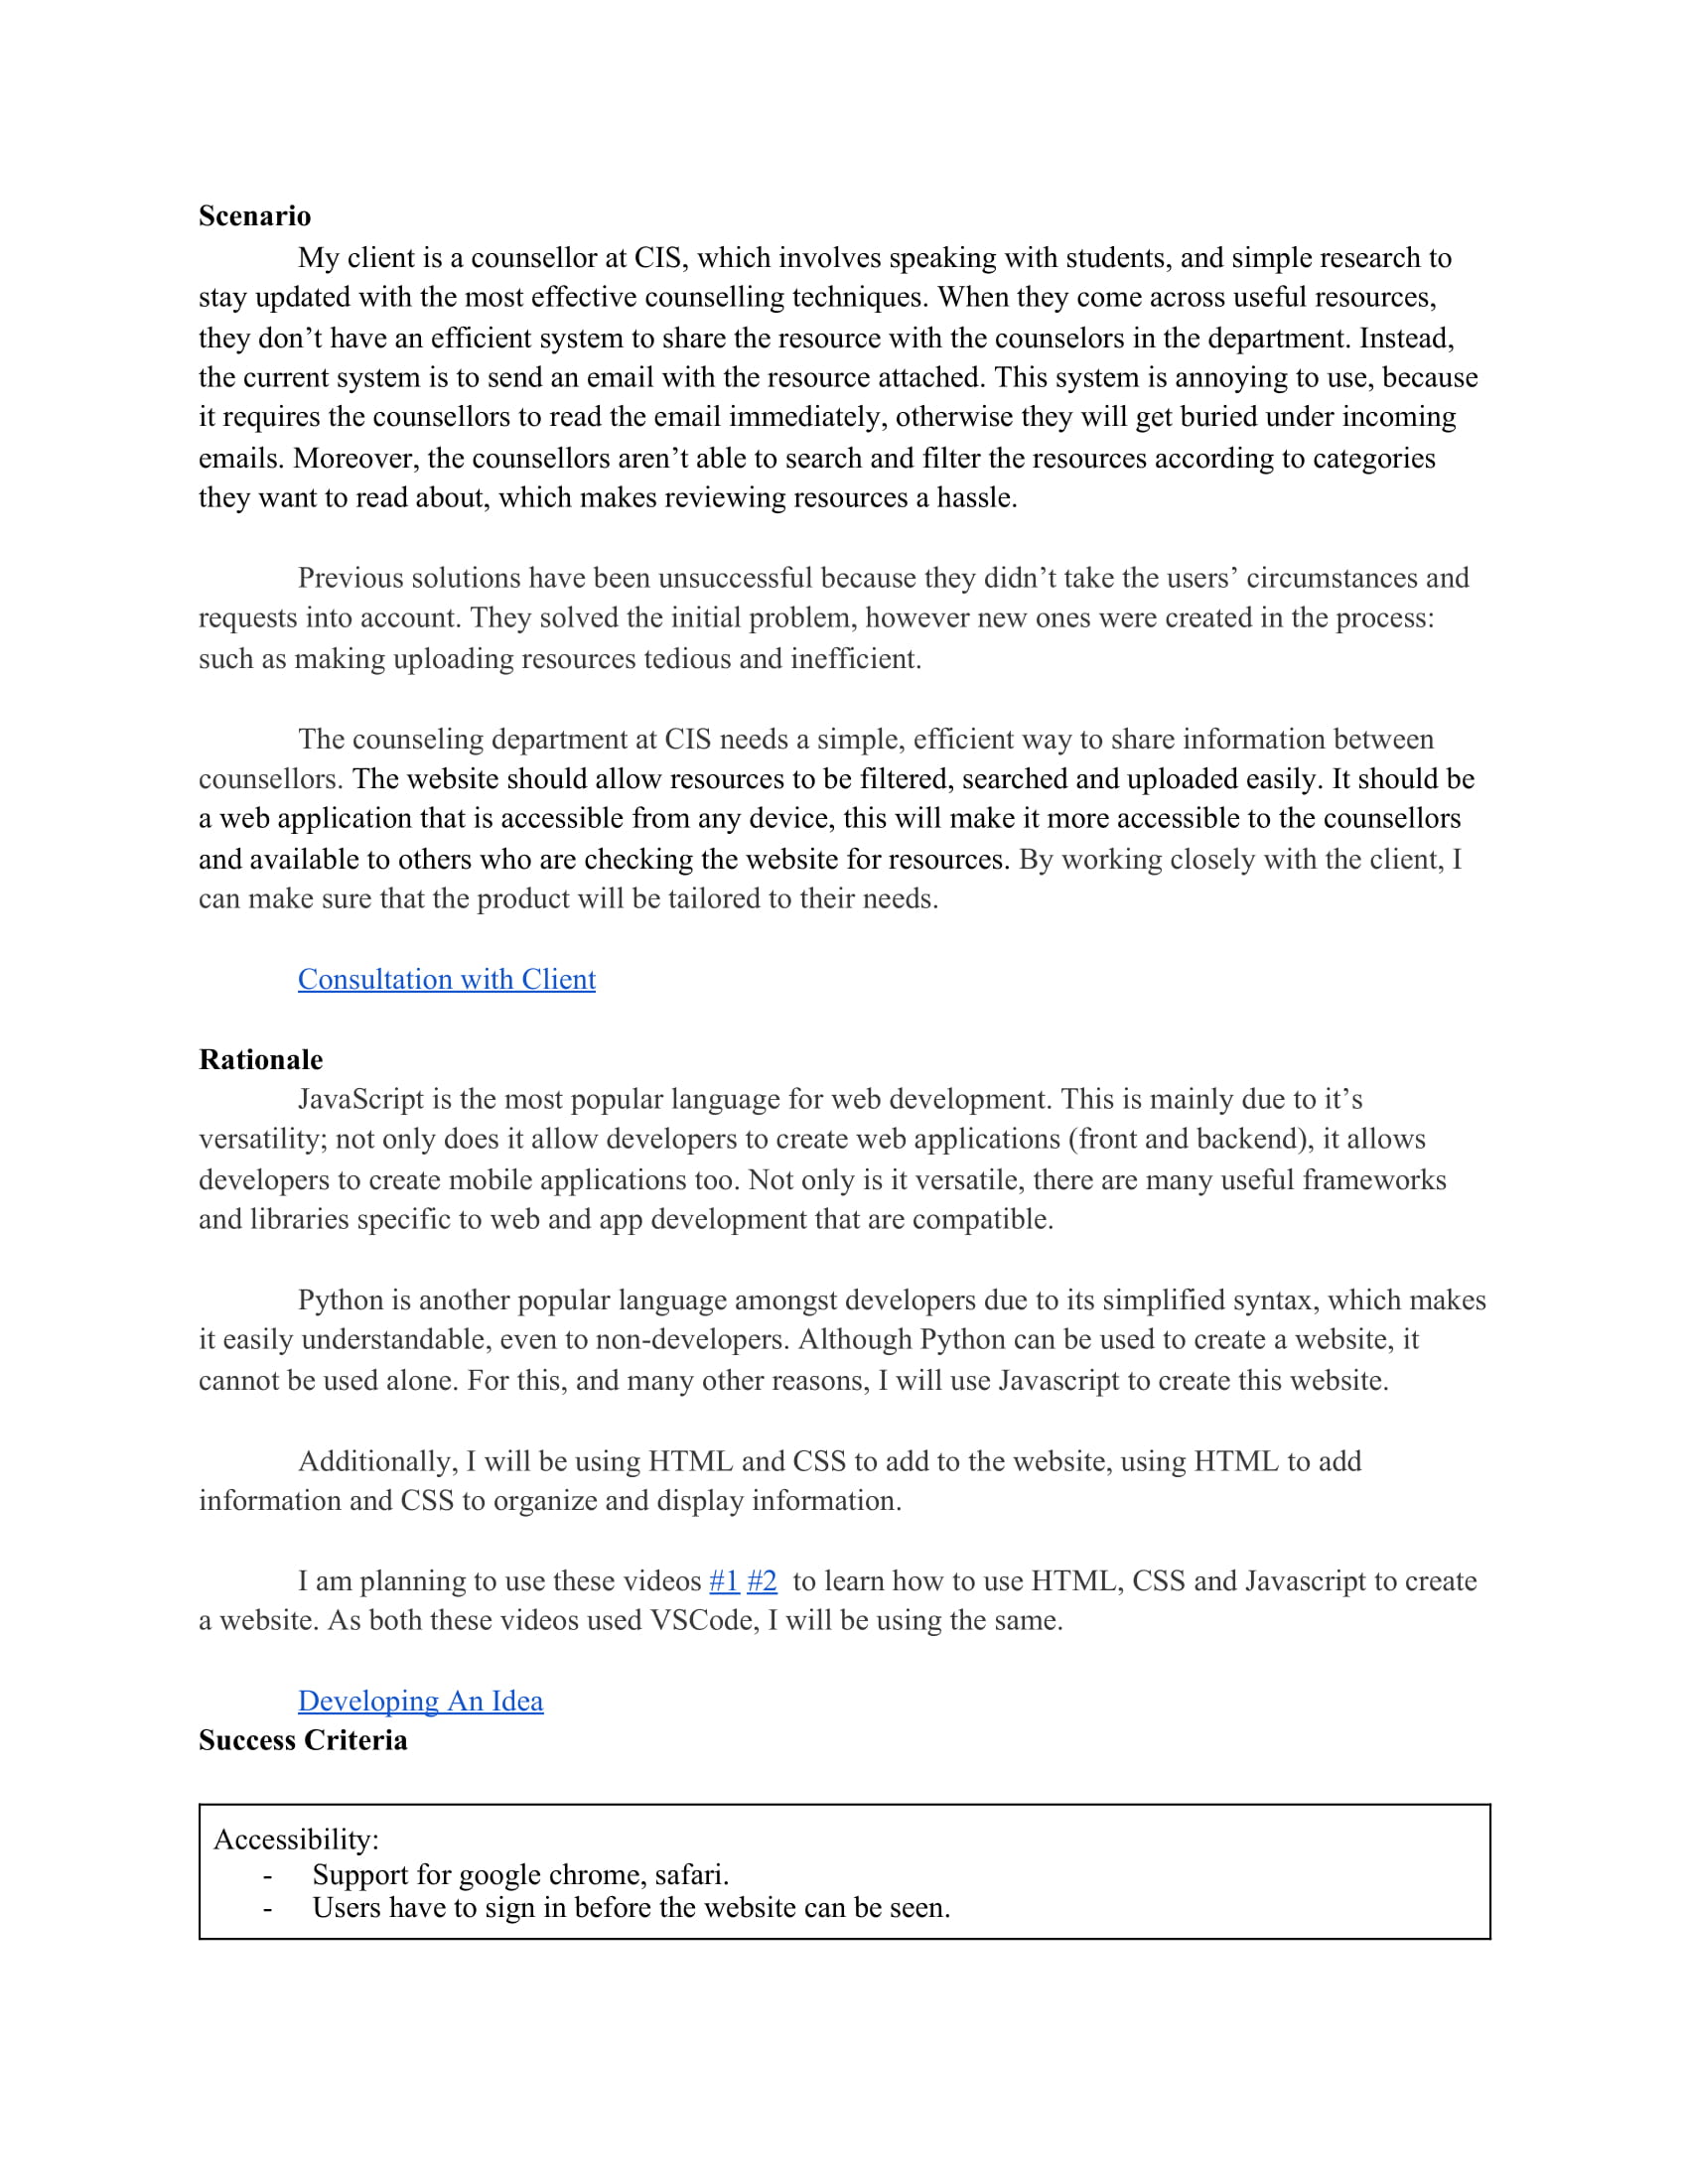 Scenario
My client is a counsellor at CIS, which involves speaking with students, and simple research to
stay updated with the most effective counselling techniques. When they come across useful resources,
they don’t have an efficient system to share the resource with the counselors in the department. Instead,
the current system is to send an email with the resource attached. This system is annoying to use, because
it requires the counsellors to read the email immediately, otherwise they will get buried under incoming
emails. Moreover, the counsellors aren’t able to search and filter the resources according to categories
they want to read about, which makes reviewing resources a hassle.
Previous solutions have been unsuccessful because they didn’t take the users’ circumstances and
requests into account. They solved the initial problem, however new ones were created in the process:
such as making uploading resources tedious and inefficient.
The counseling department at CIS needs a simple, efficient way to share information between
counsellors. The website should allow resources to be filtered, searched and uploaded easily. It should be
a web application that is accessible from any device, this will make it more accessible to the counsellors
and available to others who are checking the website for resources. By working closely with the client, I
can make sure that the product will be tailored to their needs.
Consultation with Client
Rationale
JavaScript is the most popular language for web development. This is mainly due to it’s
versatility; not only does it allow developers to create web applications (front and backend), it allows
developers to create mobile applications too. Not only is it versatile, there are many useful frameworks
and libraries specific to web and app development that are compatible.
Python is another popular language amongst developers due to its simplified syntax, which makes
it easily understandable, even to non-developers. Although Python can be used to create a website, it
cannot be used alone. For this, and many other reasons, I will use Javascript to create this website.
Additionally, I will be using HTML and CSS to add to the website, using HTML to add
information and CSS to organize and display information.
I am planning to use these videos #1 #2 to learn how to use HTML, CSS and Javascript to create
a website. As both these videos used VSCode, I will be using the same.
Developing An Idea
Success Criteria
Accessibility:
- Support for google chrome, safari.
- Users have to sign in before the website can be seen.